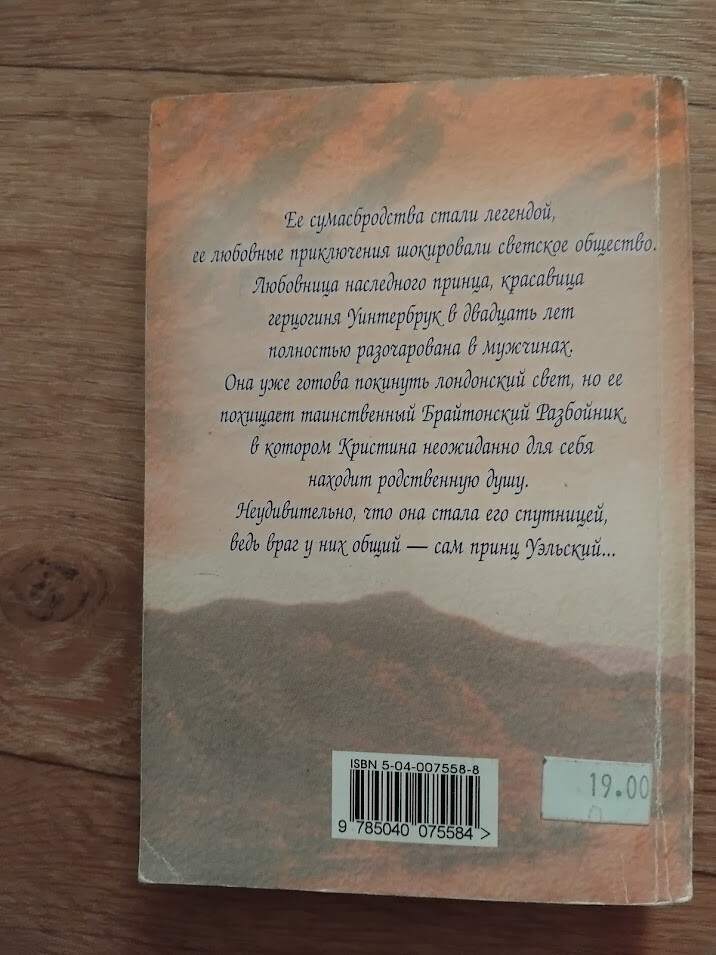 Ее сумасбродства стали легендой,
ее любовные приключения шокировали светское общество.
Любовница наследного принца, красавица
герцогиня Уинтербрук в двадцать лет
полностью разочарована в мужчинах.
Она уже готова покинуть лондонский свет, но ее
похищает таинственный Брайтонский Разбойник,
в котором Кристина неожиданно для себя
находит родственную душу.
Неудивительно, что она стала его спутницей,
ведь враг у них общий — сам принц Уэльский...
ISBN 5-04-007558-8
9 785040 075584 >
19.00